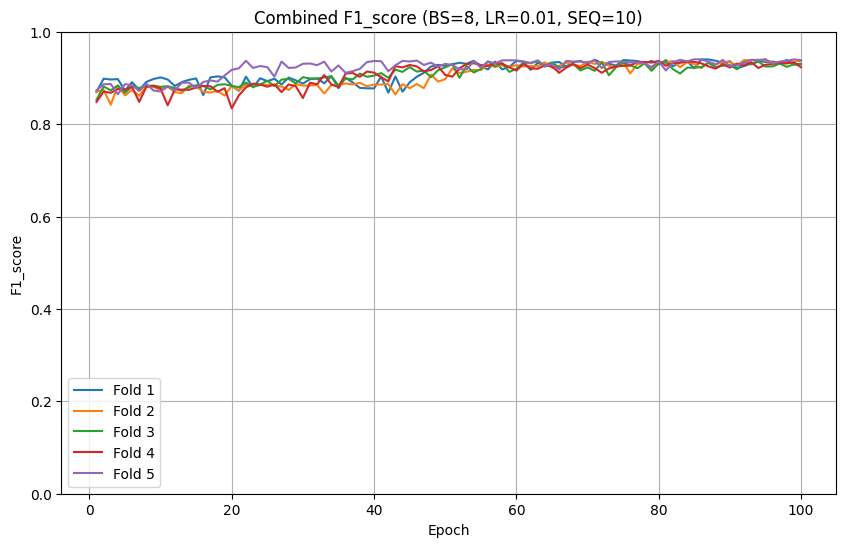 Combined F1_score (BS=8, LR=0.01, SEQ=10)
F1_score
1.0
0.8
0.6
0.4
0.2
0.0
Fold 1
Fold 2
Fold 3
Fold 4
Fold 5
0
20
40
60
80
100
Epoch